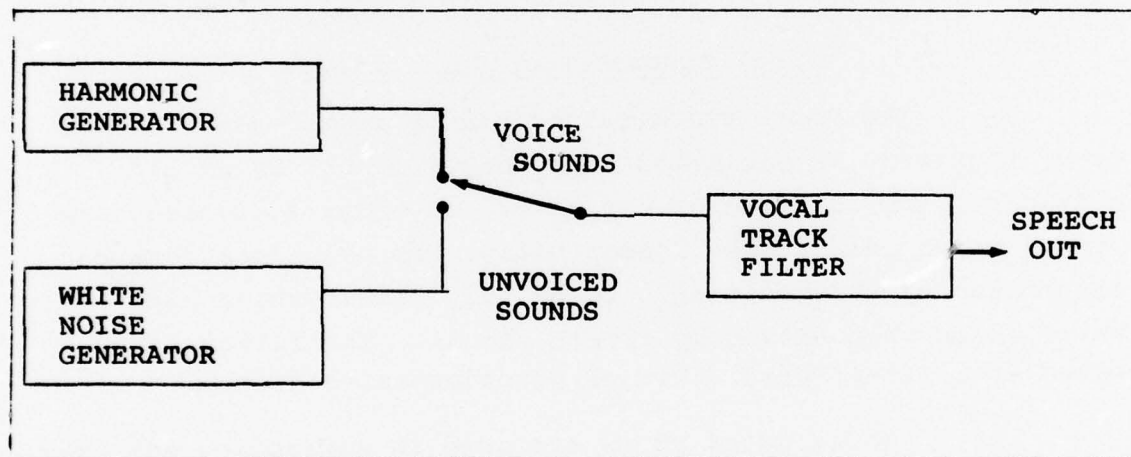 HARMONIC
GENERATOR
VOICE
SOUNDS
WHITE
NOISE
GENERATOR
UNVOICED
SOUNDS
VOCAL
TRACK
FILTER
SPEECH
OUT